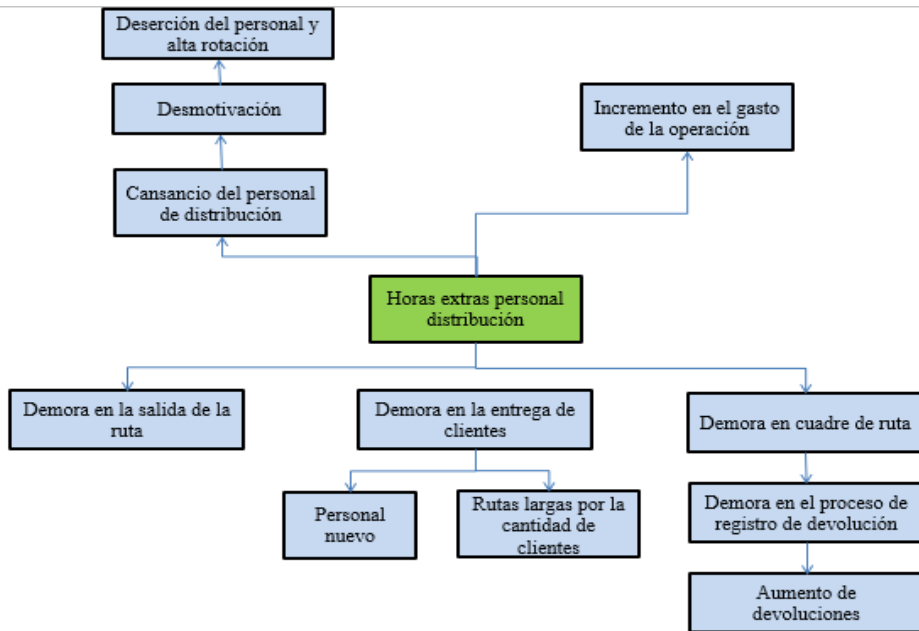 Deserción del personal y
alta rotación
Desmotivación
Incremento en el gasto
de la operación
Cansancio del personal
de distribución
Horas extras personal
distribución
Demora en la salida de la
ruta
Demora en la entrega de
clientes
Demora en cuadre de ruta
Personal
nuevo
Rutas largas por la
cantidad de
clientes
Demora en el proceso de
registro de devolución
Aumento de
devoluciones